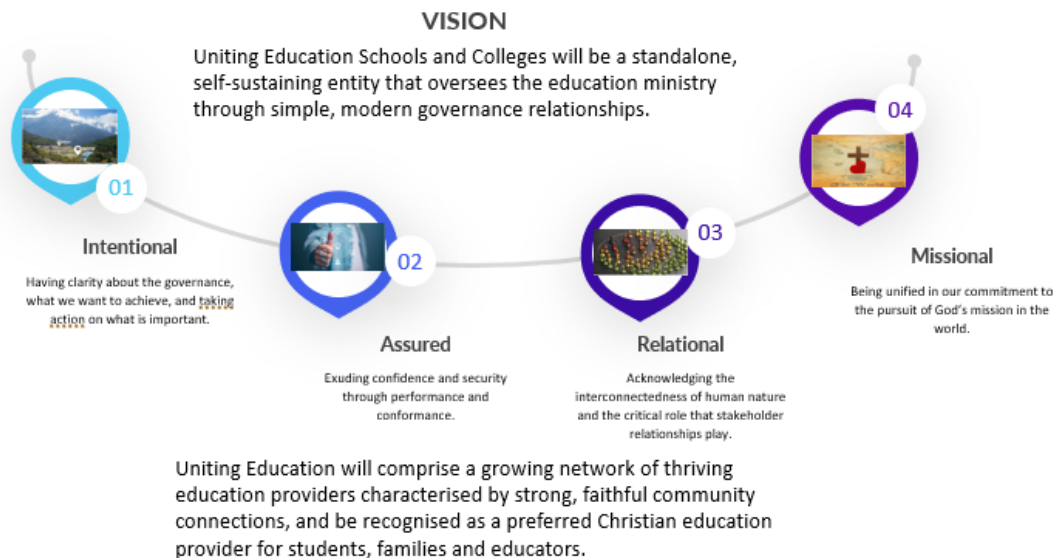 VISION
Uniting Education Schools and Colleges will be a standalone,
self-sustaining entity that oversees the education ministry
through simple, modern governance relationships.
01
Intentional
Having clarity about the governance,
what we want to achieve, and taking
action on what is important.
02
Assured
Exuding confidence and security
through performance and
conformance.
03
Relational
Acknowledging the
interconnectedness of human nature
and the critical role that stakeholder
relationships play.
04
Missional
Being unified in our commitment to
the pursuit of God's mission in the
world.
Uniting Education will comprise a growing network of thriving
education providers characterised by strong, faithful community
connections, and be recognised as a preferred Christian education
provider for students, families and educators.